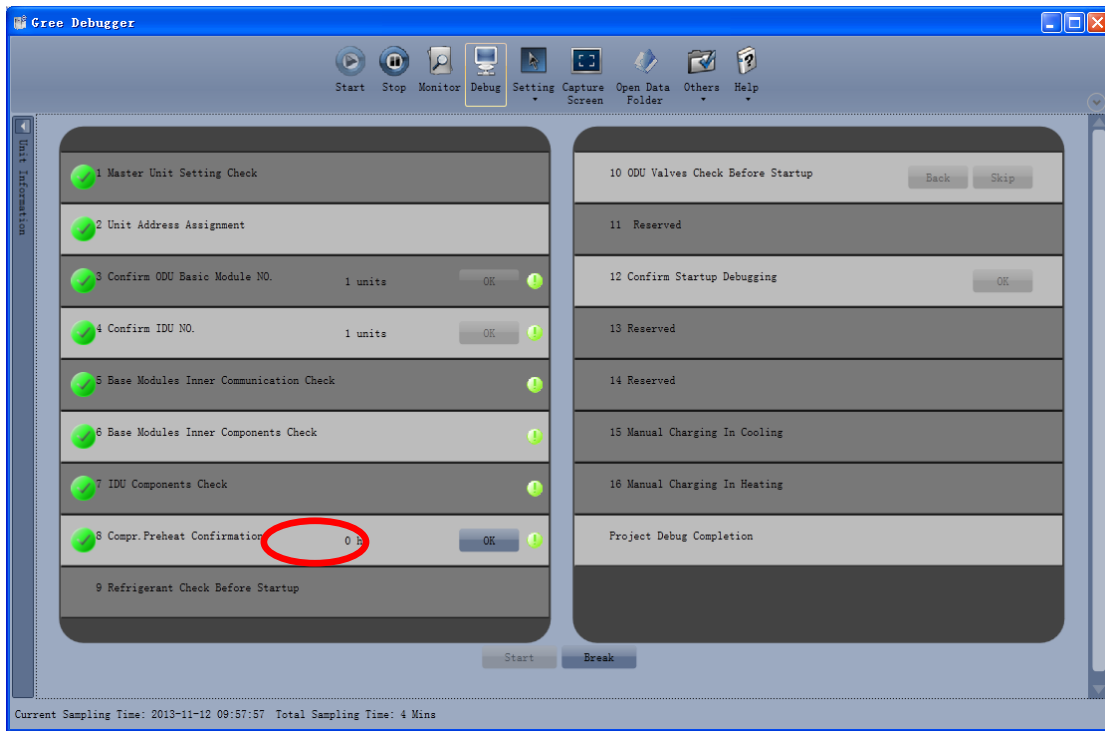 Gree Debugger
Start Stop Monitor Debug Setting Capture Screen Open Data Folder Others Help
Unit Information
1 Master Unit Setting Check
2 Unit Address Assignment
3 Confirm ODU Basic Module NO. 1 units OK
4 Confirm IDU NO. 1 units OK
5 Base Modules Inner Communication Check
6 Base Modules Inner Components Check
7 IDU Components Check
8 Compr.Preheat Confirmation 0 H OK
9 Refrigerant Check Before Startup
10 ODU Valves Check Before Startup Back Skip
11 Reserved
12 Confirm Startup Debugging OK
13 Reserved
14 Reserved
15 Manual Charging In Cooling
16 Manual Charging In Heating
Project Debug Completion
Start Break
Current Sampling Time: 2013-11-12 09:57:57 Total Sampling Time: 4 Mins